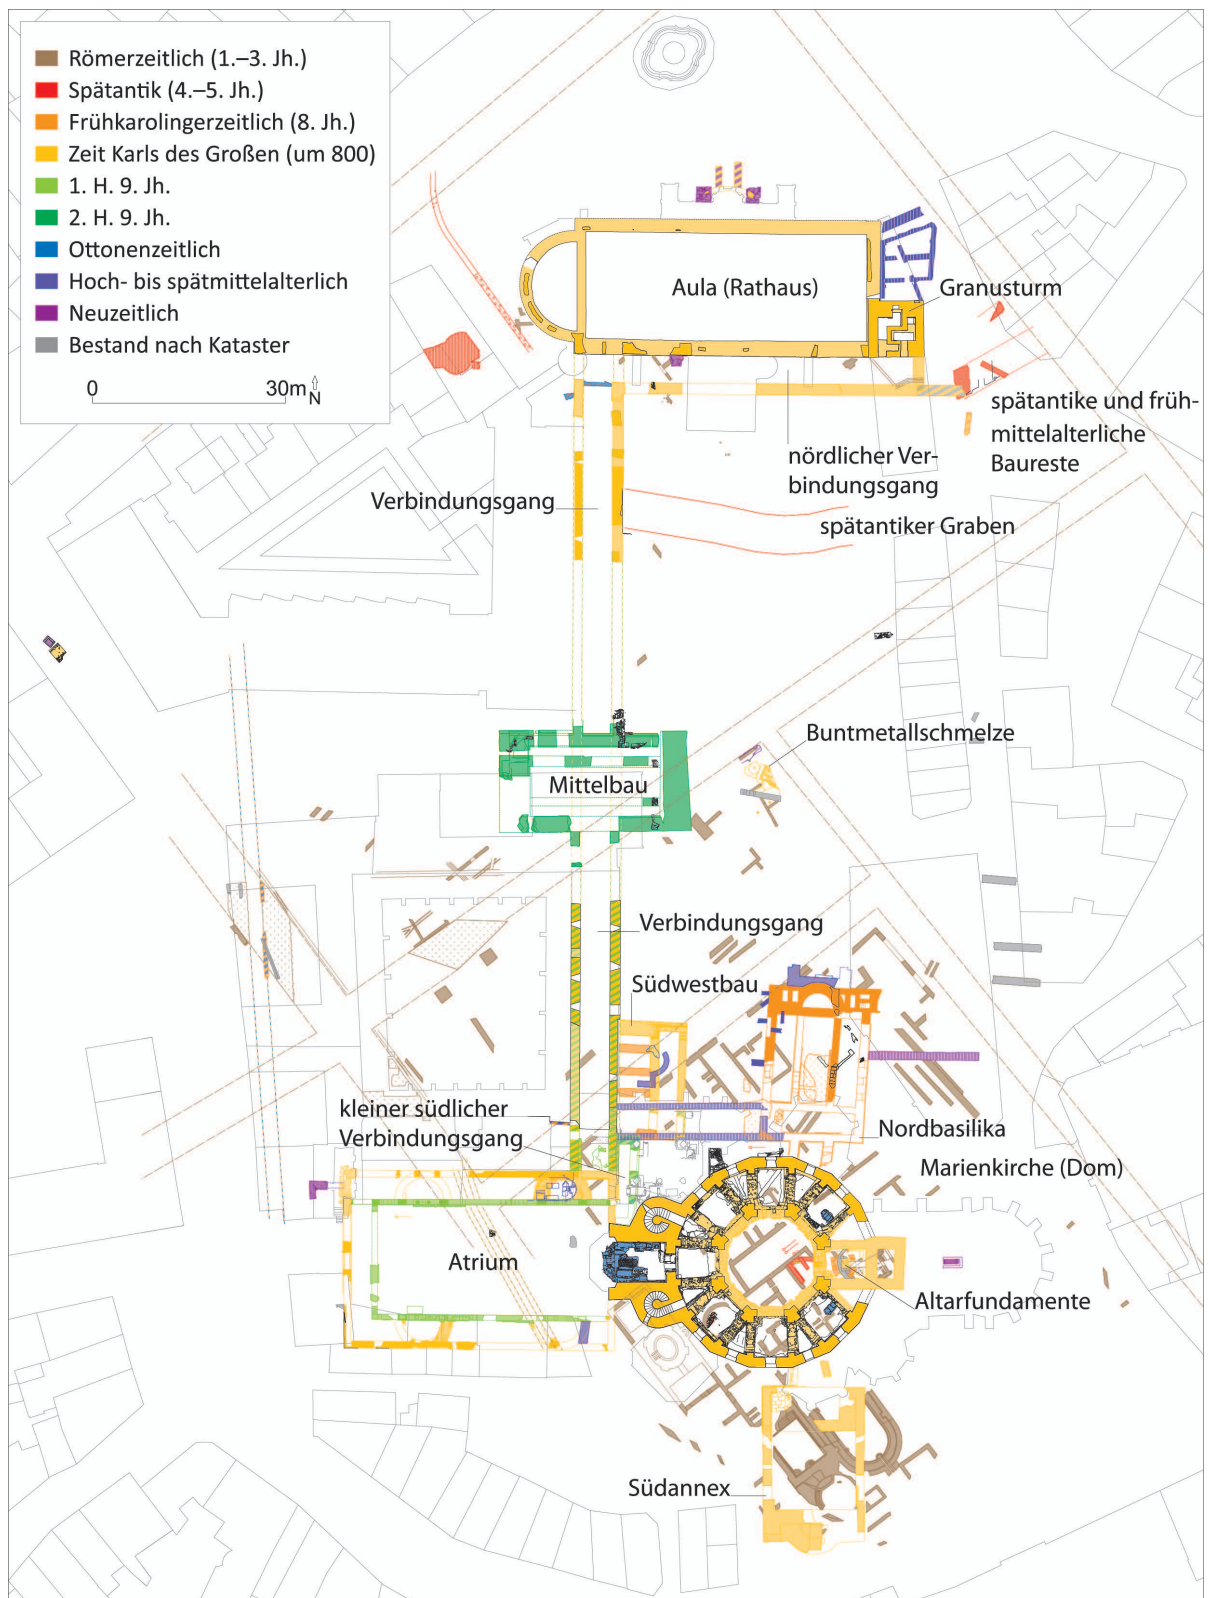 Römerzeitlich (1.–3. Jh.)
Spätantik (4.–5. Jh.)
Frühkarolingerzeitlich (8. Jh.)
Zeit Karls des Großen (um 800)
1. H. 9. Jh.
2. H. 9. Jh.
Ottonenzeitlich
Hoch- bis spätmittelalterlich
Neuzeitlich
Bestand nach Kataster
0 30m N
Aula (Rathaus)
Granusturm
spätantike und früh-
mittelalterliche
Baureste
nördlicher Ver-
bindungsgang
Verbindungsgang
spätantiker Graben
Buntmetallschmelze
Mittelbau
Verbindungsgang
Südwestbau
kleiner südlicher
Verbindungsgang
Nordbasilika
Marienkirche (Dom)
Atrium
Altarfundamente
Südannex